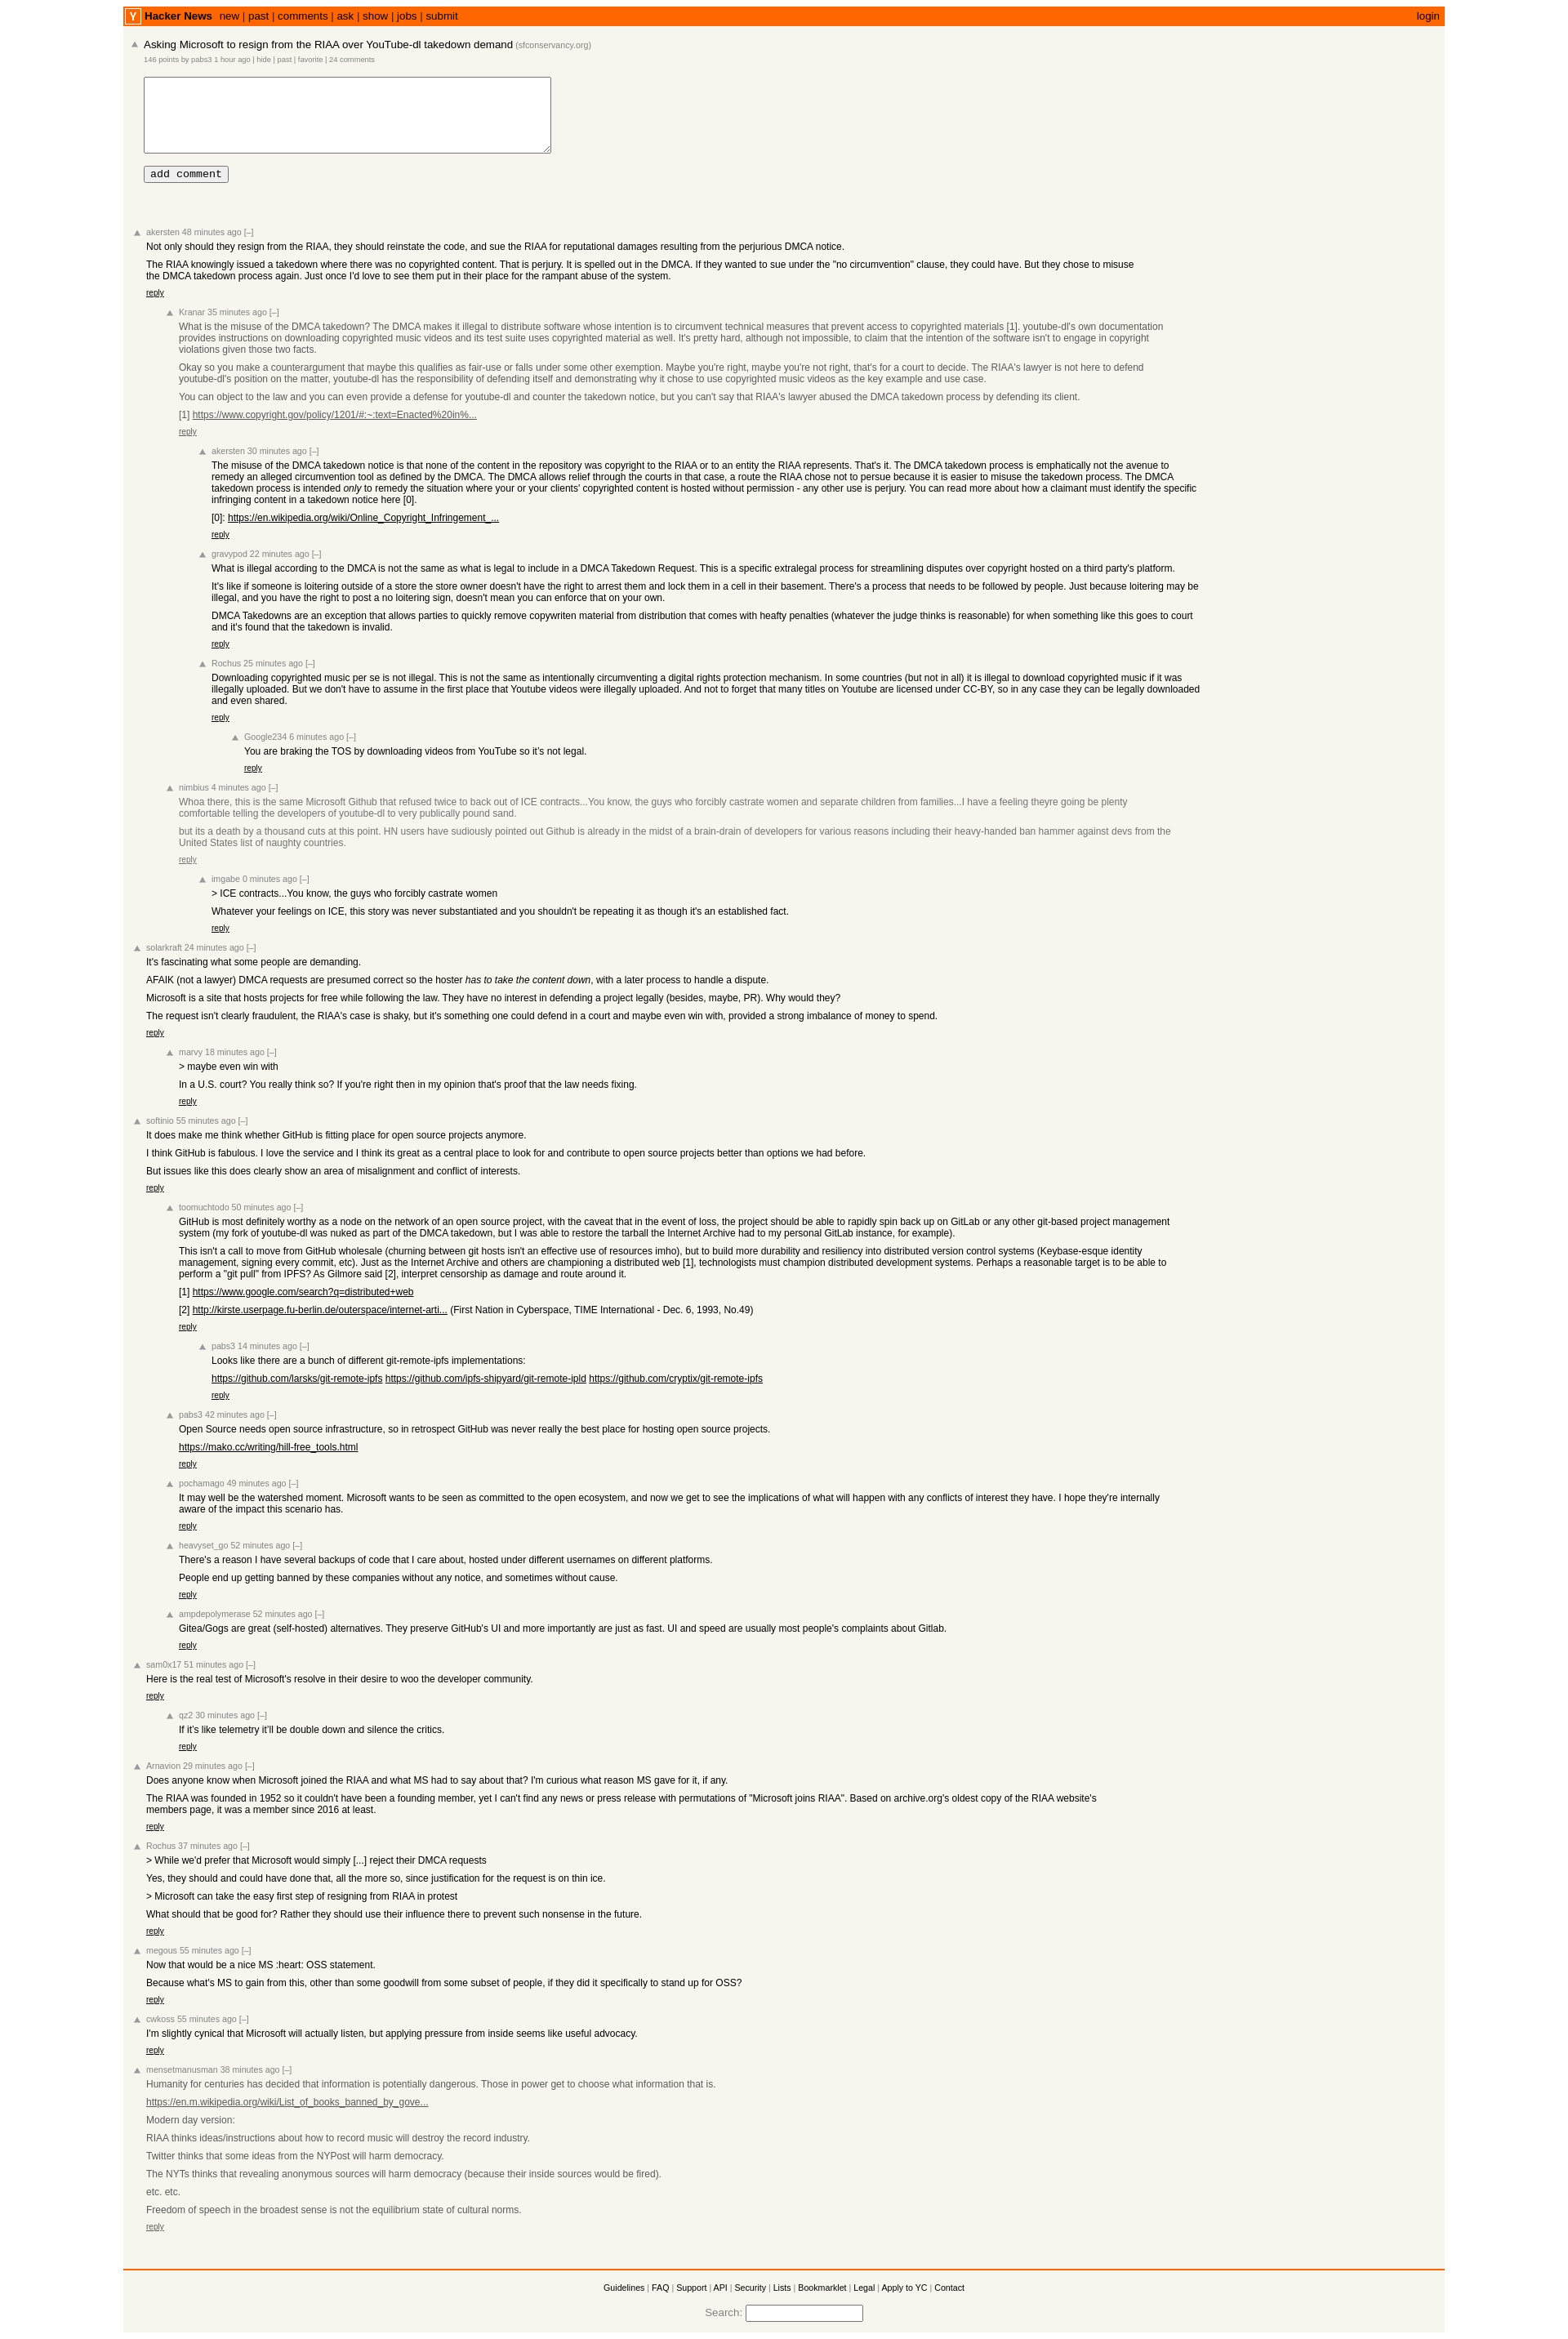 Y Hacker News new | past | comments | ask | show | jobs | submit login
Asking Microsoft to resign from the RIAA over YouTube-dl takedown demand (sfconservancy.org)
146 points by pabs3 1 hour ago | hide | past | favorite | 24 comments
add comment
akersten 48 minutes ago [–]
Not only should they resign from the RIAA, they should reinstate the code, and sue the RIAA for reputational damages resulting from the perjurious DMCA notice.
The RIAA knowingly issued a takedown where there was no copyrighted content. That is perjury. It is spelled out in the DMCA. If they wanted to sue under the "no circumvention" clause, they could have. But they chose to misuse
the DMCA takedown process again. Just once I'd love to see them put in their place for the rampant abuse of the system.
reply
Kranar 35 minutes ago [–]
What is the misuse of the DMCA takedown? The DMCA makes it illegal to distribute software whose intention is to circumvent technical measures that prevent access to copyrighted materials [1]. youtube-dl's own documentation
provides instructions on downloading copyrighted music videos and its test suite uses copyrighted material as well. It's pretty hard, although not impossible, to claim that the intention of the software isn't to engage in copyright
violations given those two facts.
Okay so you make a counterargument that maybe this qualifies as fair-use or falls under some other exemption. Maybe you're right, maybe you're not right, that's for a court to decide. The RIAA's lawyer is not here to defend
youtube-dl's position on the matter, youtube-dl has the responsibility of defending itself and demonstrating why it chose to use copyrighted music videos as the key example and use case.
You can object to the law and you can even provide a defense for youtube-dl and counter the takedown notice, but you can't say that RIAA's lawyer abused the DMCA takedown process by defending its client.
[1] https://www.copyright.gov/policy/1201/#:~:text=Enacted%20in%...
reply
akersten 30 minutes ago [–]
The misuse of the DMCA takedown notice is that none of the content in the repository was copyright to the RIAA or to an entity the RIAA represents. That's it. The DMCA takedown process is emphatically not the avenue to
remedy an alleged circumvention tool as defined by the DMCA. The DMCA allows relief through the courts in that case, a route the RIAA chose not to persue because it is easier to misuse the takedown process. The DMCA
takedown process is intended only to remedy the situation where your or your clients' copyrighted content is hosted without permission - any other use is perjury. You can read more about how a claimant must identify the specific
infringing content in a takedown notice here [0].
[0]: https://en.wikipedia.org/wiki/Online_Copyright_Infringement_...
reply
gravypod 22 minutes ago [–]
What is illegal according to the DMCA is not the same as what is legal to include in a DMCA Takedown Request. This is a specific extralegal process for streamlining disputes over copyright hosted on a third party's platform.
It's like if someone is loitering outside of a store the store owner doesn't have the right to arrest them and lock them in a cell in their basement. There's a process that needs to be followed by people. Just because loitering may be
illegal, and you have the right to post a no loitering sign, doesn't mean you can enforce that on your own.
DMCA Takedowns are an exception that allows parties to quickly remove copywriten material from distribution that comes with heafty penalties (whatever the judge thinks is reasonable) for when something like this goes to court
and it's found that the takedown is invalid.
reply
Rochus 25 minutes ago [–]
Downloading copyrighted music per se is not illegal. This is not the same as intentionally circumventing a digital rights protection mechanism. In some countries (but not in all) it is illegal to download copyrighted music if it was
illegally uploaded. But we don't have to assume in the first place that Youtube videos were illegally uploaded. And not to forget that many titles on Youtube are licensed under CC-BY, so in any case they can be legally downloaded
and even shared.
reply
Google234 6 minutes ago [–]
You are braking the TOS by downloading videos from YouTube so it's not legal.
reply
nimbius 4 minutes ago [–]
Whoa there, this is the same Microsoft Github that refused twice to back out of ICE contracts...You know, the guys who forcibly castrate women and separate children from families...I have a feeling theyre going be plenty
comfortable telling the developers of youtube-dl to very publically pound sand.
but its a death by a thousand cuts at this point. HN users have sudiously pointed out Github is already in the midst of a brain-drain of developers for various reasons including their heavy-handed ban hammer against devs from the
United States list of naughty countries.
reply
imgabe 0 minutes ago [–]
> ICE contracts...You know, the guys who forcibly castrate women
Whatever your feelings on ICE, this story was never substantiated and you shouldn't be repeating it as though it's an established fact.
reply
solarkraft 24 minutes ago [–]
It's fascinating what some people are demanding.
AFAIK (not a lawyer) DMCA requests are presumed correct so the hoster has to take the content down, with a later process to handle a dispute.
Microsoft is a site that hosts projects for free while following the law. They have no interest in defending a project legally (besides, maybe, PR). Why would they?
The request isn't clearly fraudulent, the RIAA's case is shaky, but it's something one could defend in a court and maybe even win with, provided a strong imbalance of money to spend.
reply
marvy 18 minutes ago [–]
> maybe even win with
In a U.S. court? You really think so? If you're right then in my opinion that's proof that the law needs fixing.
reply
softinio 55 minutes ago [–]
It does make me think whether GitHub is fitting place for open source projects anymore.
I think GitHub is fabulous. I love the service and I think its great as a central place to look for and contribute to open source projects better than options we had before.
But issues like this does clearly show an area of misalignment and conflict of interests.
reply
toomuchtodo 50 minutes ago [–]
GitHub is most definitely worthy as a node on the network of an open source project, with the caveat that in the event of loss, the project should be able to rapidly spin back up on GitLab or any other git-based project management
system (my fork of youtube-dl was nuked as part of the DMCA takedown, but I was able to restore the tarball the Internet Archive had to my personal GitLab instance, for example).
This isn't a call to move from GitHub wholesale (churning between git hosts isn't an effective use of resources imho), but to build more durability and resiliency into distributed version control systems (Keybase-esque identity
management, signing every commit, etc). Just as the Internet Archive and others are championing a distributed web [1], technologists must champion distributed development systems. Perhaps a reasonable target is to be able to
perform a "git pull" from IPFS? As Gilmore said [2], interpret censorship as damage and route around it.
[1] https://www.google.com/search?q=distributed+web
[2] http://kirste.userpage.fu-berlin.de/outerspace/internet-arti... (First Nation in Cyberspace, TIME International - Dec. 6, 1993, No.49)
reply
pabs3 14 minutes ago [–]
Looks like there are a bunch of different git-remote-ipfs implementations:
https://github.com/larsks/git-remote-ipfs https://github.com/ipfs-shipyard/git-remote-ipld https://github.com/cryptix/git-remote-ipfs
reply
pabs3 42 minutes ago [–]
Open Source needs open source infrastructure, so in retrospect GitHub was never really the best place for hosting open source projects.
https://mako.cc/writing/hill-free_tools.html
reply
pochamago 49 minutes ago [–]
It may well be the watershed moment. Microsoft wants to be seen as committed to the open ecosystem, and now we get to see the implications of what will happen with any conflicts of interest they have. I hope they're internally
aware of the impact this scenario has.
reply
heavyset_go 52 minutes ago [–]
There's a reason I have several backups of code that I care about, hosted under different usernames on different platforms.
People end up getting banned by these companies without any notice, and sometimes without cause.
reply
ampdepolymerase 52 minutes ago [–]
Gitea/Gogs are great (self-hosted) alternatives. They preserve GitHub's UI and more importantly are just as fast. UI and speed are usually most people's complaints about Gitlab.
reply
sam0x17 51 minutes ago [–]
Here is the real test of Microsoft's resolve in their desire to woo the developer community.
reply
qz2 30 minutes ago [–]
If it's like telemetry it'll be double down and silence the critics.
reply
Arnavion 29 minutes ago [–]
Does anyone know when Microsoft joined the RIAA and what MS had to say about that? I'm curious what reason MS gave for it, if any.
The RIAA was founded in 1952 so it couldn't have been a founding member, yet I can't find any news or press release with permutations of "Microsoft joins RIAA". Based on archive.org's oldest copy of the RIAA website's
members page, it was a member since 2016 at least.
reply
Rochus 37 minutes ago [–]
> While we'd prefer that Microsoft would simply [...] reject their DMCA requests
Yes, they should and could have done that, all the more so, since justification for the request is on thin ice.
> Microsoft can take the easy first step of resigning from RIAA in protest
What should that be good for? Rather they should use their influence there to prevent such nonsense in the future.
reply
megous 55 minutes ago [–]
Now that would be a nice MS :heart: OSS statement.
Because what's MS to gain from this, other than some goodwill from some subset of people, if they did it specifically to stand up for OSS?
reply
cwkoss 55 minutes ago [–]
I'm slightly cynical that Microsoft will actually listen, but applying pressure from inside seems like useful advocacy.
reply
mensetmanusman 38 minutes ago [–]
Humanity for centuries has decided that information is potentially dangerous. Those in power get to choose what information that is.
https://en.m.wikipedia.org/wiki/List_of_books_banned_by_gove...
Modern day version:
RIAA thinks ideas/instructions about how to record music will destroy the record industry.
Twitter thinks that some ideas from the NYPost will harm democracy.
The NYTs thinks that revealing anonymous sources will harm democracy (because their inside sources would be fired).
etc. etc.
Freedom of speech in the broadest sense is not the equilibrium state of cultural norms.
reply
Guidelines | FAQ | Support | API | Security | Lists | Bookmarklet | Legal | Apply to YC | Contact
Search: